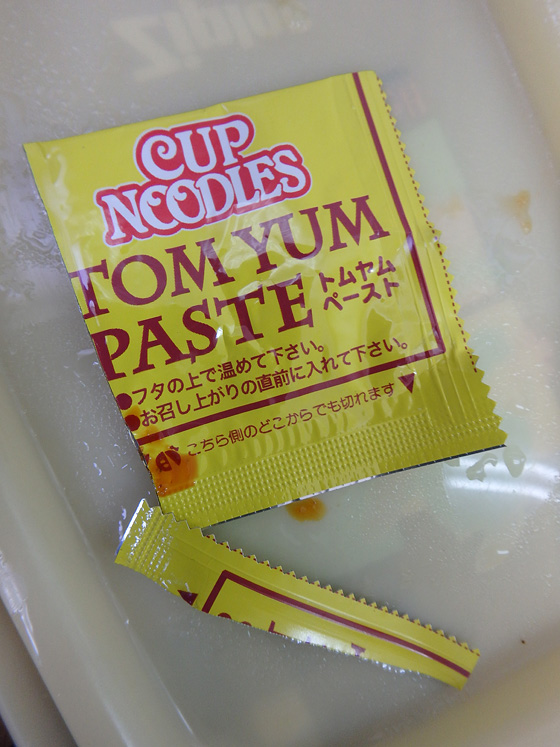 CUP
NOODLES
TOM YUM
PASTE
トムヤム
ペースト
●フタの上で温めて下さい。
●お召し上がりの直前に入れて下さい。
こちら側のどこからでも切れます▼
Ziploc